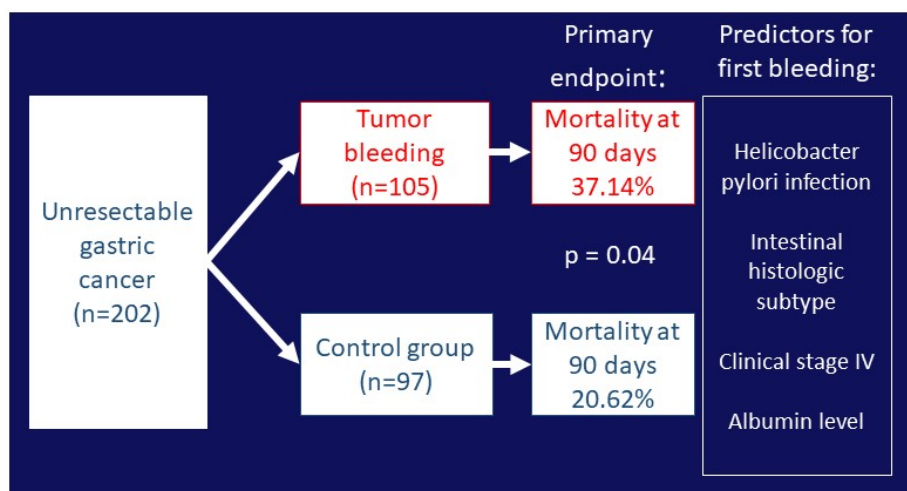 Unresectable
gastric
cancer
(n=202)
Tumor
bleeding
(n=105)
Control group
(n=97)
Primary
endpoint:
Mortality at
90 days
37.14%
p = 0.04
Mortality at
90 days
20.62%
Predictors for
first bleeding:
Helicobacter
pylori infection
Intestinal
histologic
subtype
Clinical stage IV
Albumin level